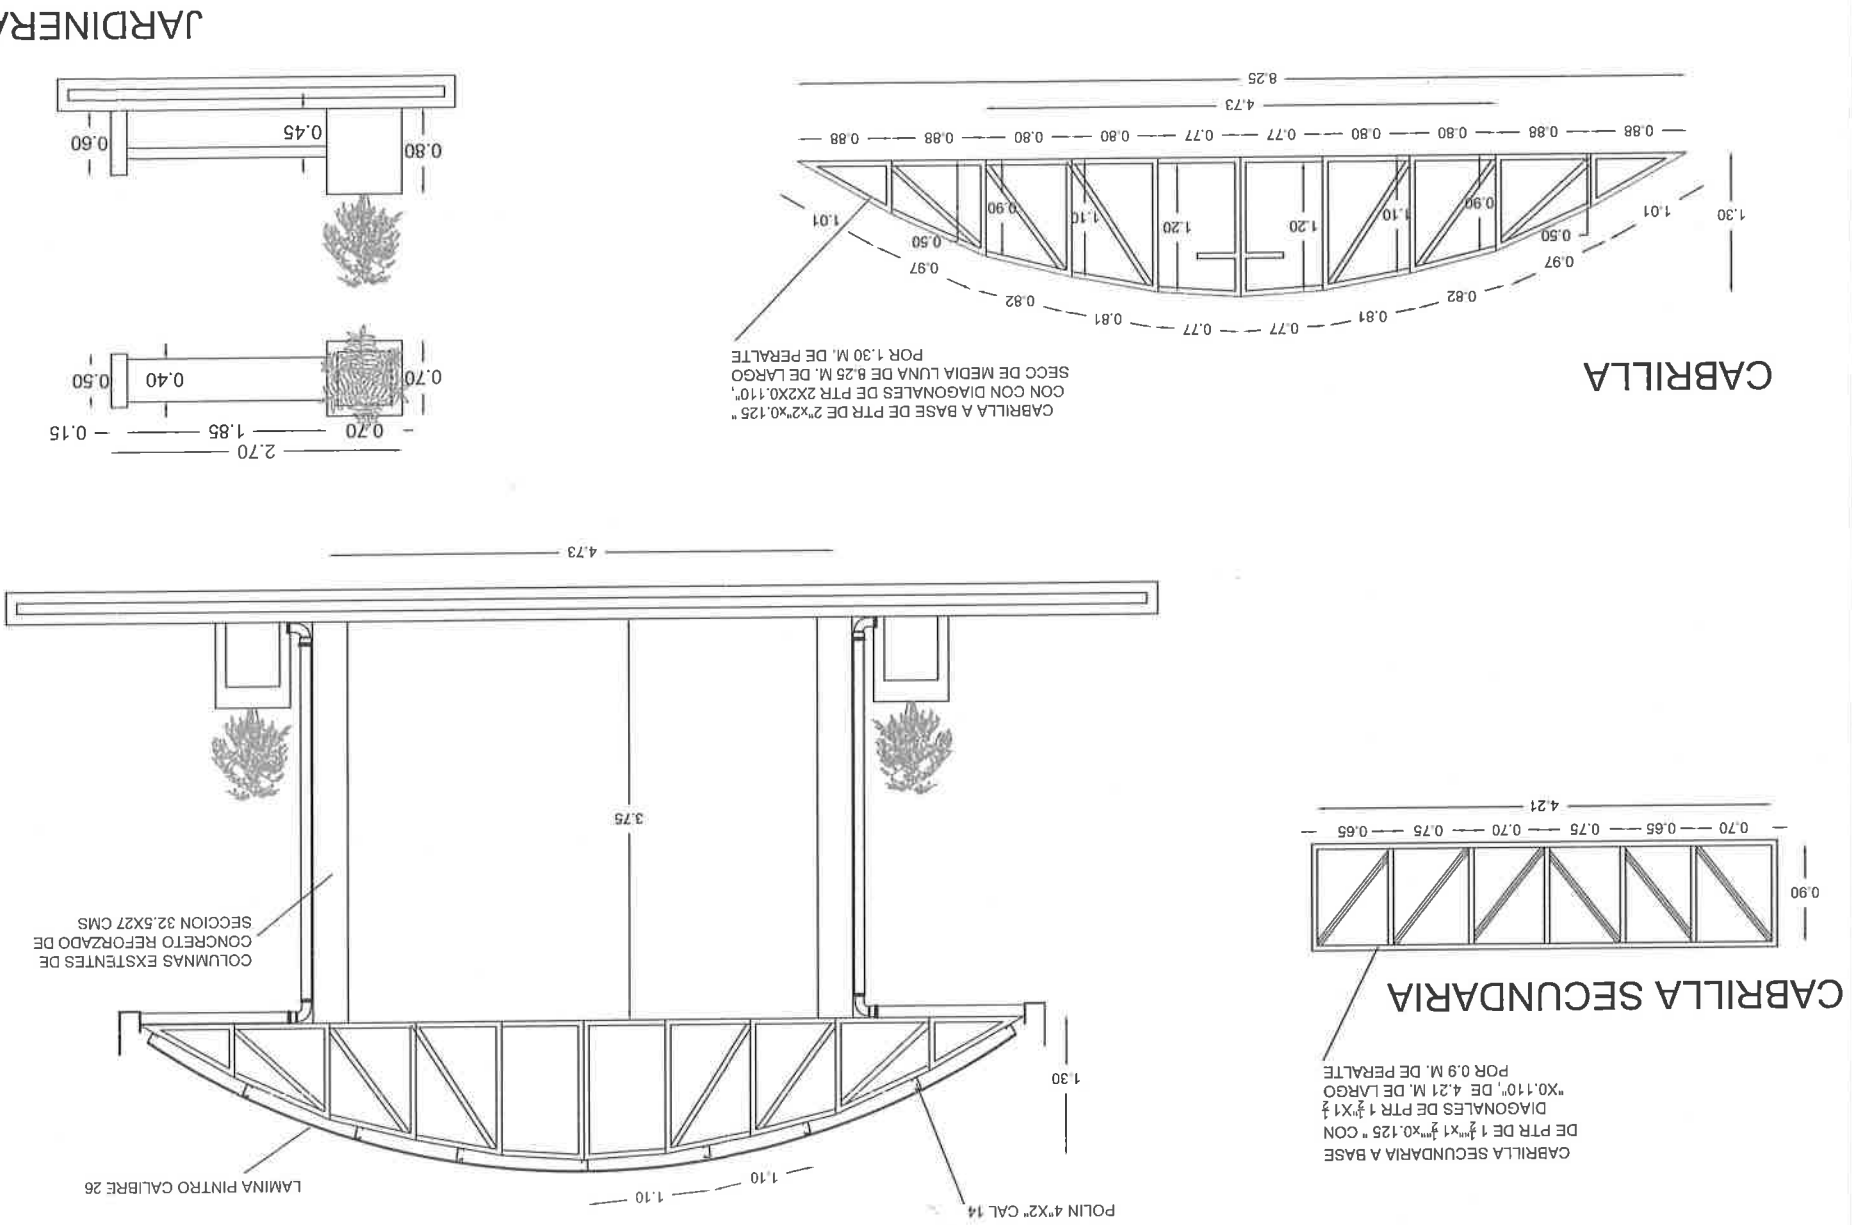 CABRILLA SECUNDARIA A BASE
DE PTR DE 1 ½""x1 ½""x0.125 " CON
DIAGONALES DE PTR 1 ½"X1 ½
"X0.110", DE 4.21 M. DE LARGO
POR 0.9 M. DE PERALTE
CABRILLA SECUNDARIA
0.90
0.70 0.65 0.75 0.70 0.75 0.65
4.21
POLIN 4"X2" CAL 14
1.10 1.10
LAMINA PINTRO CALIBRE 26
1.30
COLUMNAS EXSTENTES DE
CONCRETO REFORZADO DE
SECCION 32.5X27 CMS
3.75
4.73
CABRILLA
CABRILLA A BASE DE PTR DE 2"x2"x0.125 "
CON CON DIAGONALES DE PTR 2X2X0.110",
SECC DE MEDIA LUNA DE 8.25 M. DE LARGO
POR 1.30 M. DE PERALTE
1.01 0.97 0.82 0.81 0.77 0.77 0.81 0.82 0.97 1.01
1.30
0.50 0.90 1.10 1.20 1.20 1.10 0.90 0.50
0.88 0.88 0.80 0.80 0.77 0.77 0.80 0.80 0.88 0.88
4.73
8.25
2.70
0.70 1.85 0.15
0.70 0.40 0.50
0.80 0.45 0.60
JARDINERA